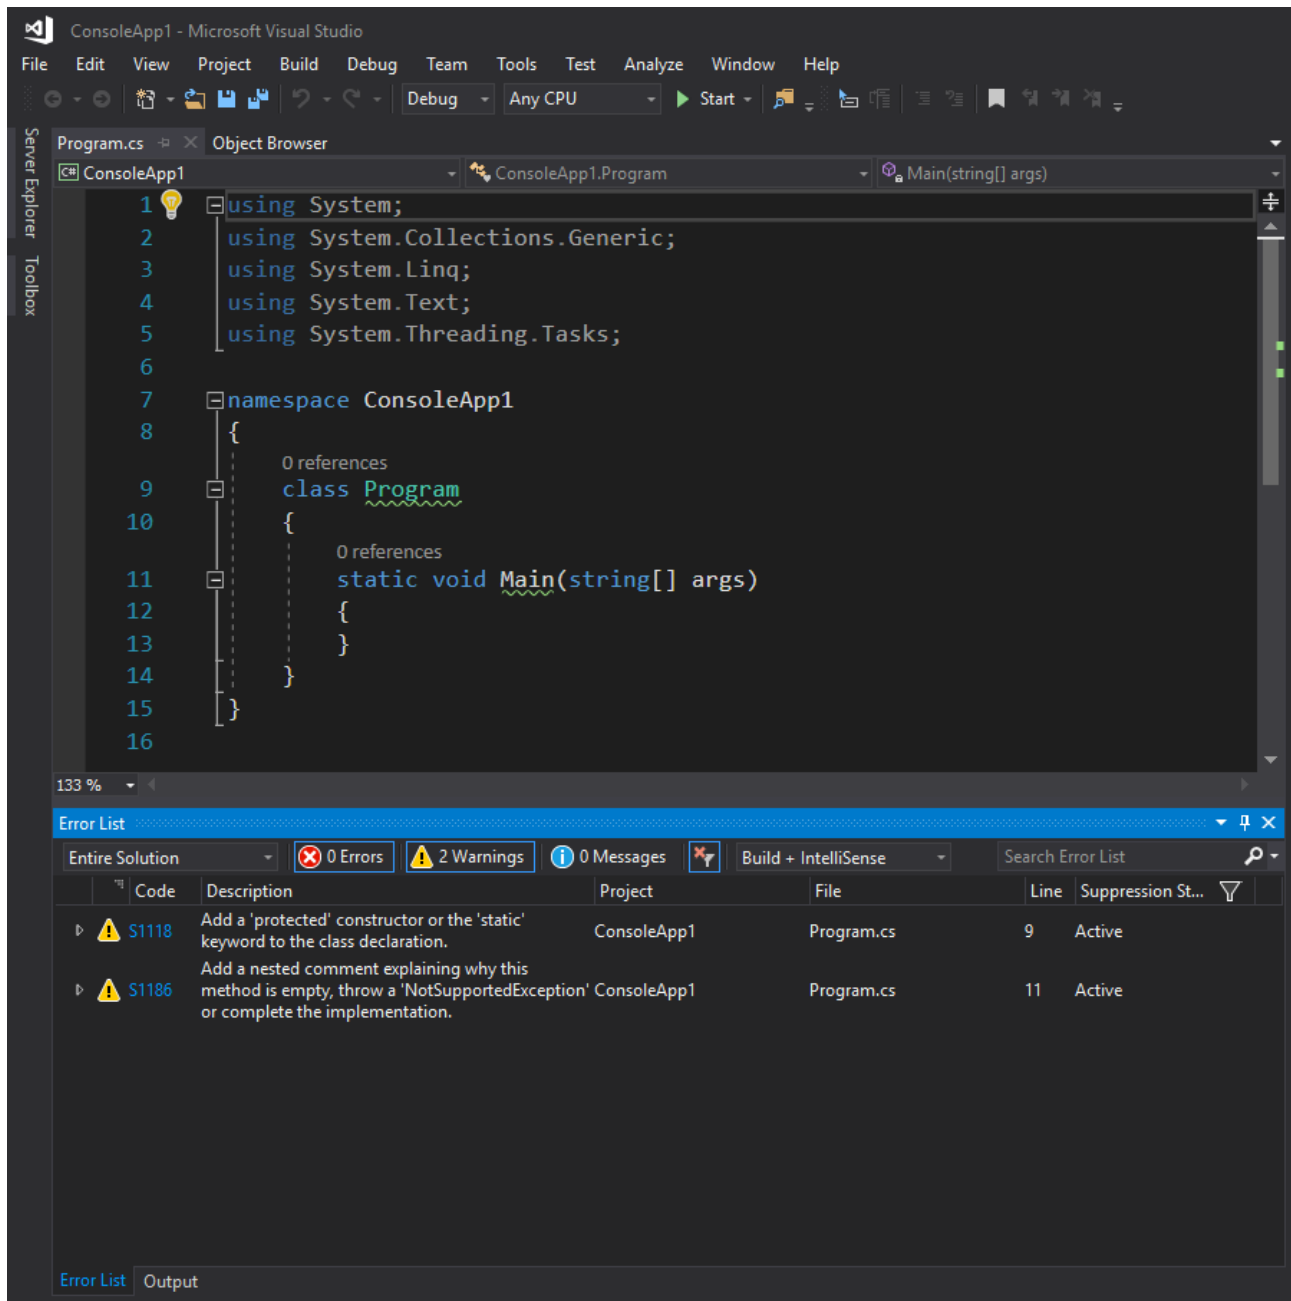 ConsoleApp1 - Microsoft Visual Studio
File Edit View Project Build Debug Team Tools Test Analyze Window Help
Debug Any CPU Start
Server Explorer
Toolbox
Program.cs Object Browser
C# ConsoleApp1 ConsoleApp1.Program Main(string[] args)
1 using System;
2 using System.Collections.Generic;
3 using System.Linq;
4 using System.Text;
5 using System.Threading.Tasks;
6
7 namespace ConsoleApp1
8 {
0 references
9 class Program
10 {
0 references
11 static void Main(string[] args)
12 {
13 }
14 }
15 }
16
133 %
Error List
Entire Solution 0 Errors 2 Warnings 0 Messages Build + IntelliSense Search Error List
Code Description Project File Line Suppression St...
S1118 Add a 'protected' constructor or the 'static' keyword to the class declaration. ConsoleApp1 Program.cs 9 Active
S1186 Add a nested comment explaining why this method is empty, throw a 'NotSupportedException' or complete the implementation. ConsoleApp1 Program.cs 11 Active
Error List Output